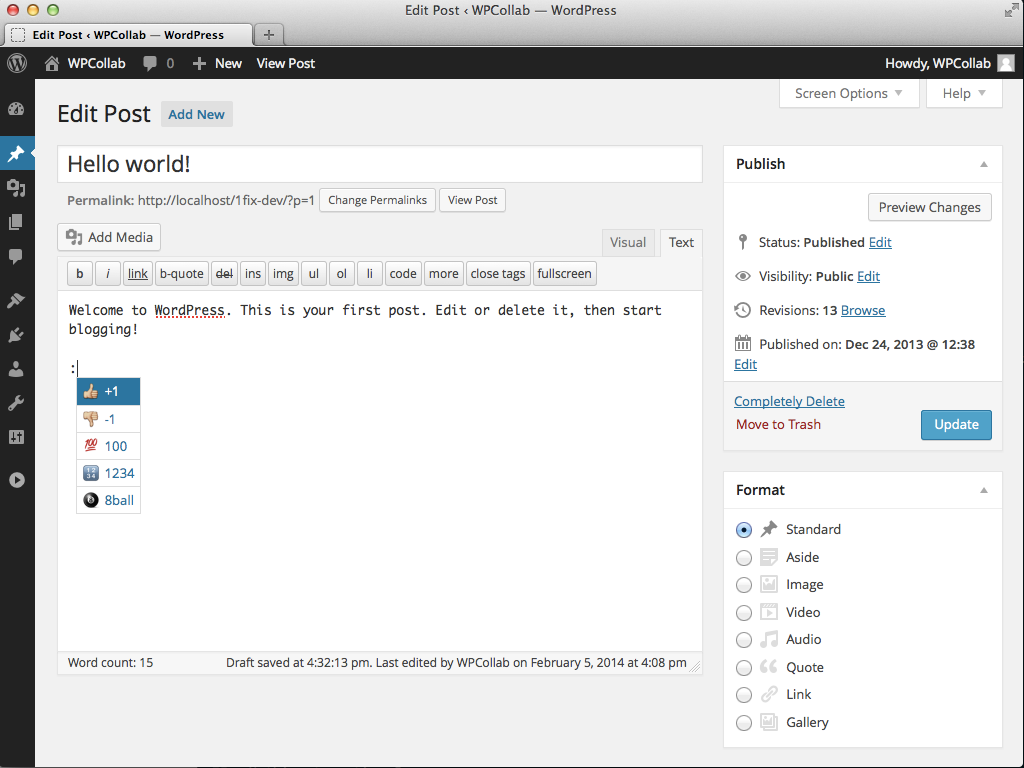 Edit Post ‹ WPCollab — WordPress
Edit Post ‹ WPCollab — WordPress
WPCollab 0 New View Post Howdy, WPCollab
Screen Options Help
Edit Post Add New
Hello world!
Permalink: http://localhost/1fix-dev/?p=1 Change Permalinks View Post
Add Media
Visual Text
b i link b-quote del ins img ul ol li code more close tags fullscreen
Welcome to WordPress. This is your first post. Edit or delete it, then start
blogging!
:
+1
-1
100
1234
8ball
Word count: 15 Draft saved at 4:32:13 pm. Last edited by WPCollab on February 5, 2014 at 4:08 pm
Publish
Preview Changes
Status: Published Edit
Visibility: Public Edit
Revisions: 13 Browse
Published on: Dec 24, 2013 @ 12:38
Edit
Completely Delete
Move to Trash
Update
Format
Standard
Aside
Image
Video
Audio
Quote
Link
Gallery